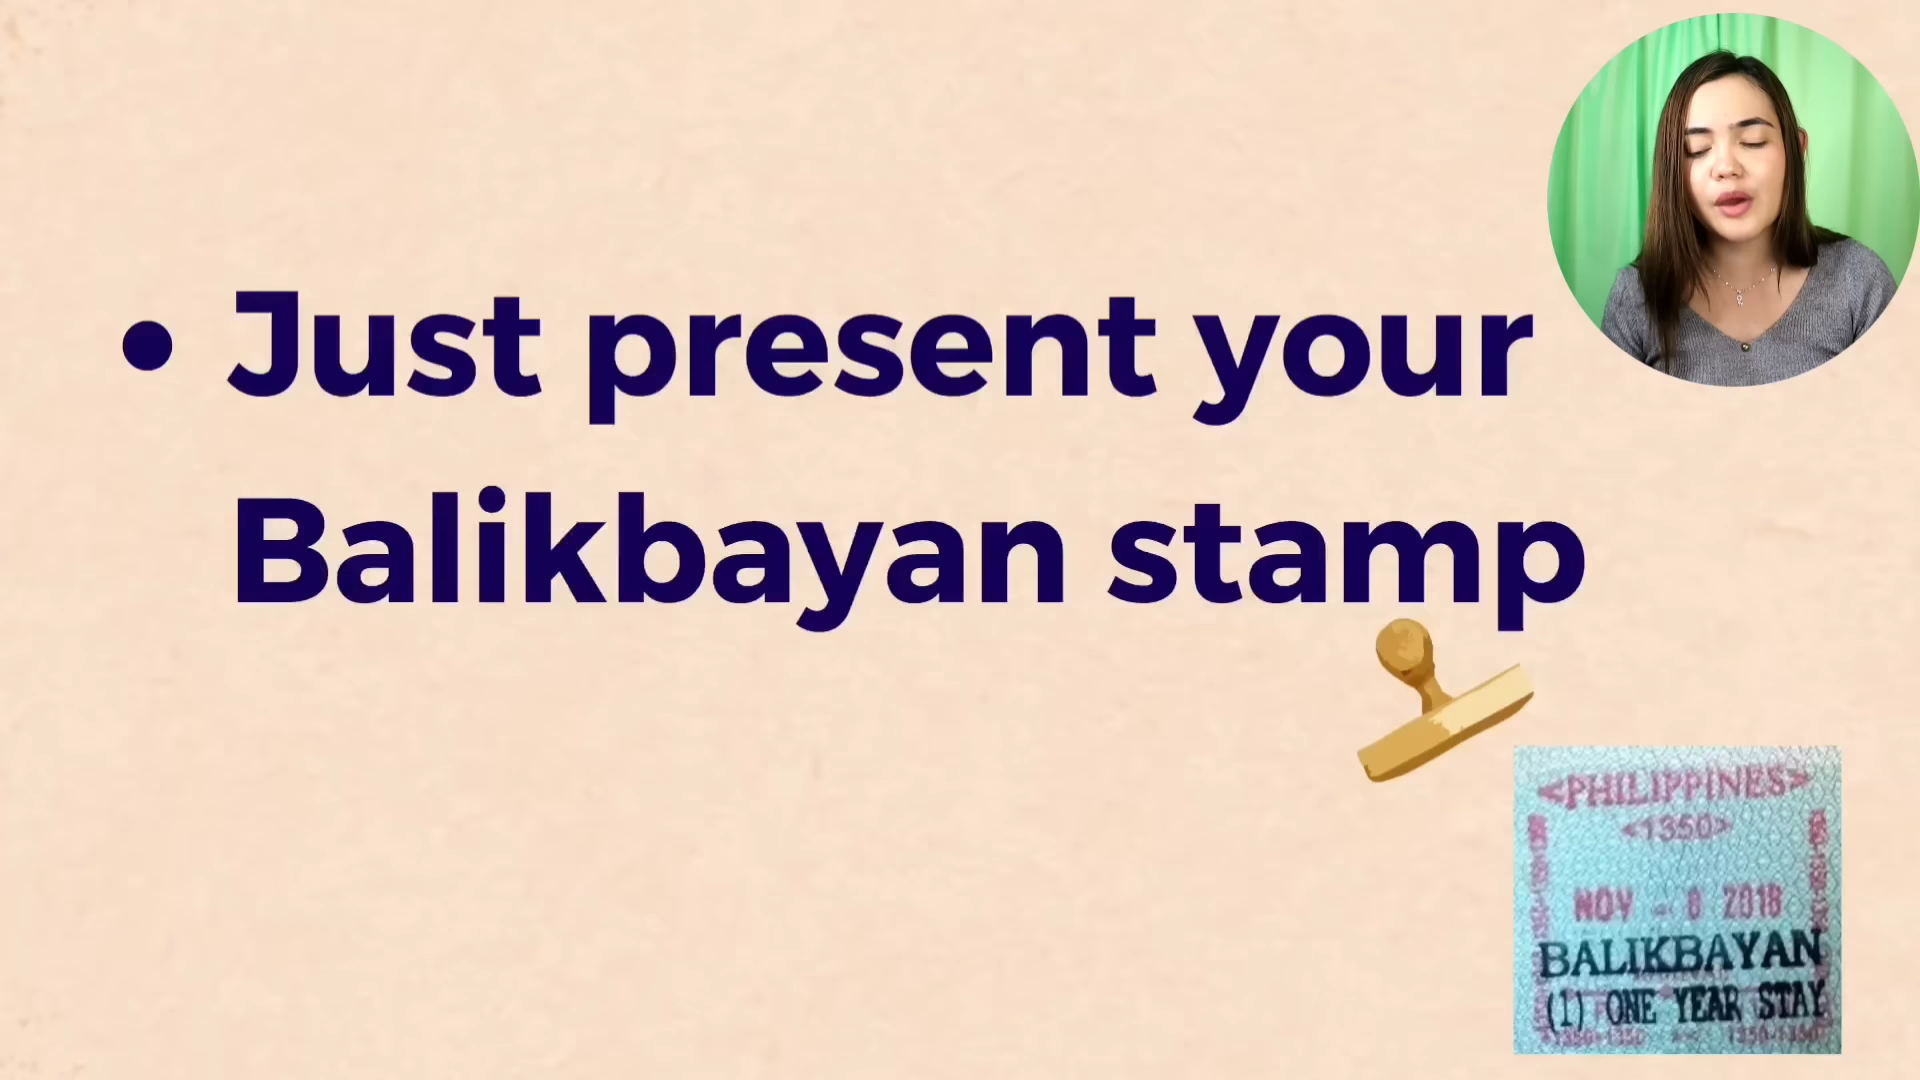 • Just present your
Balikbayan stamp
<PHILIPPINES>
<1350>
NOV - 8 2018
BALIKBAYAN
(1) ONE YEAR STAY